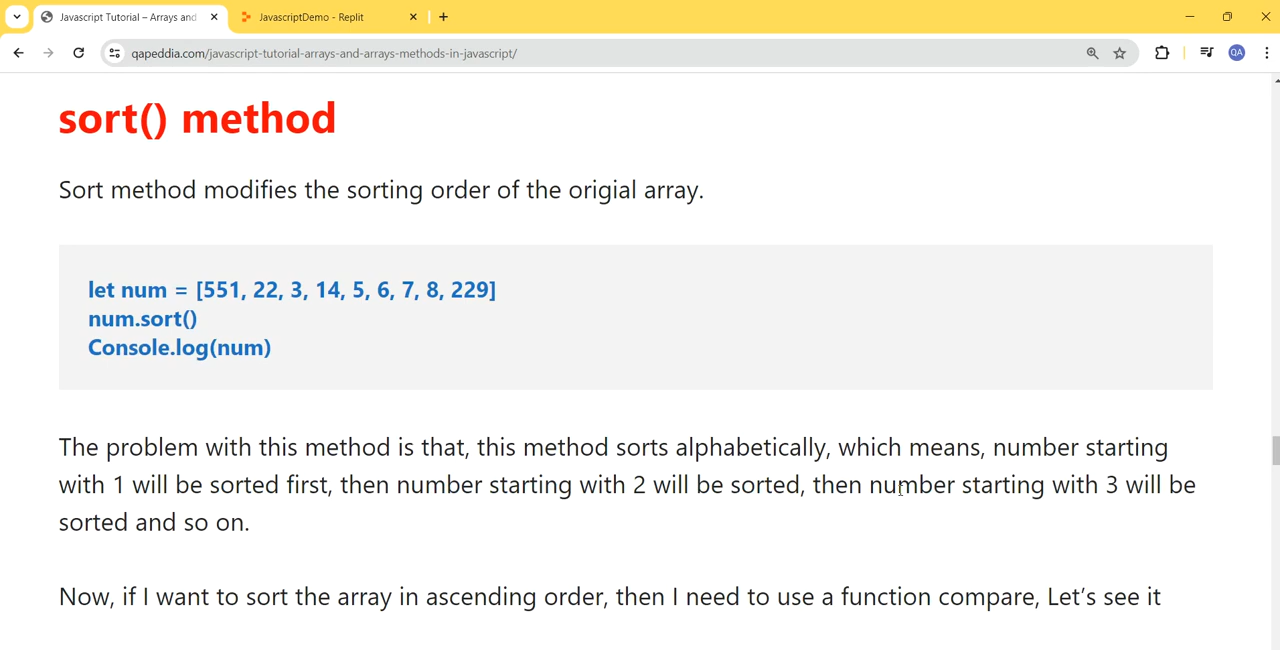 Javascript Tutorial – Arrays and
JavascriptDemo - Replit
qapeddia.com/javascript-tutorial-arrays-and-arrays-methods-in-javascript/
QA
sort() method
Sort method modifies the sorting order of the origial array.
let num = [551, 22, 3, 14, 5, 6, 7, 8, 229]
num.sort()
Console.log(num)
The problem with this method is that, this method sorts alphabetically, which means, number starting
with 1 will be sorted first, then number starting with 2 will be sorted, then number starting with 3 will be
sorted and so on.
Now, if I want to sort the array in ascending order, then I need to use a function compare, Let’s see it